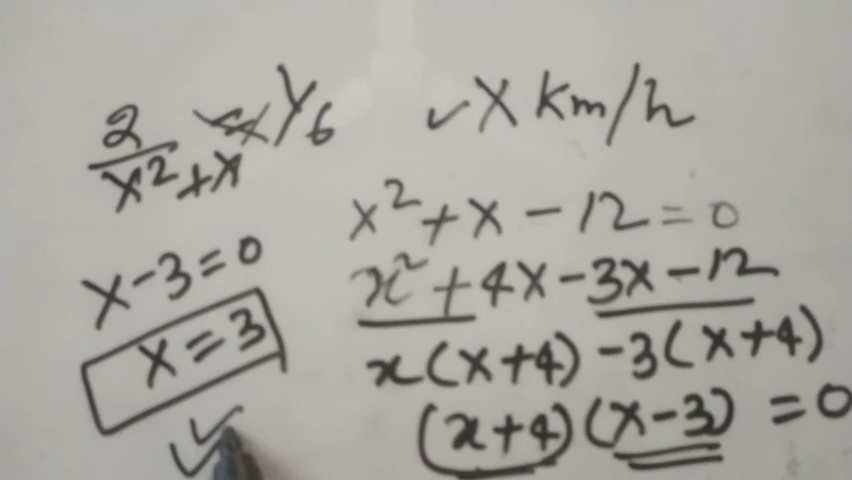 2/(x²+x) = 1/6
✓ x km/h
x² + x - 12 = 0
x² + 4x - 3x - 12
x(x+4) - 3(x+4)
(x+4)(x-3) = 0
x - 3 = 0
x = 3